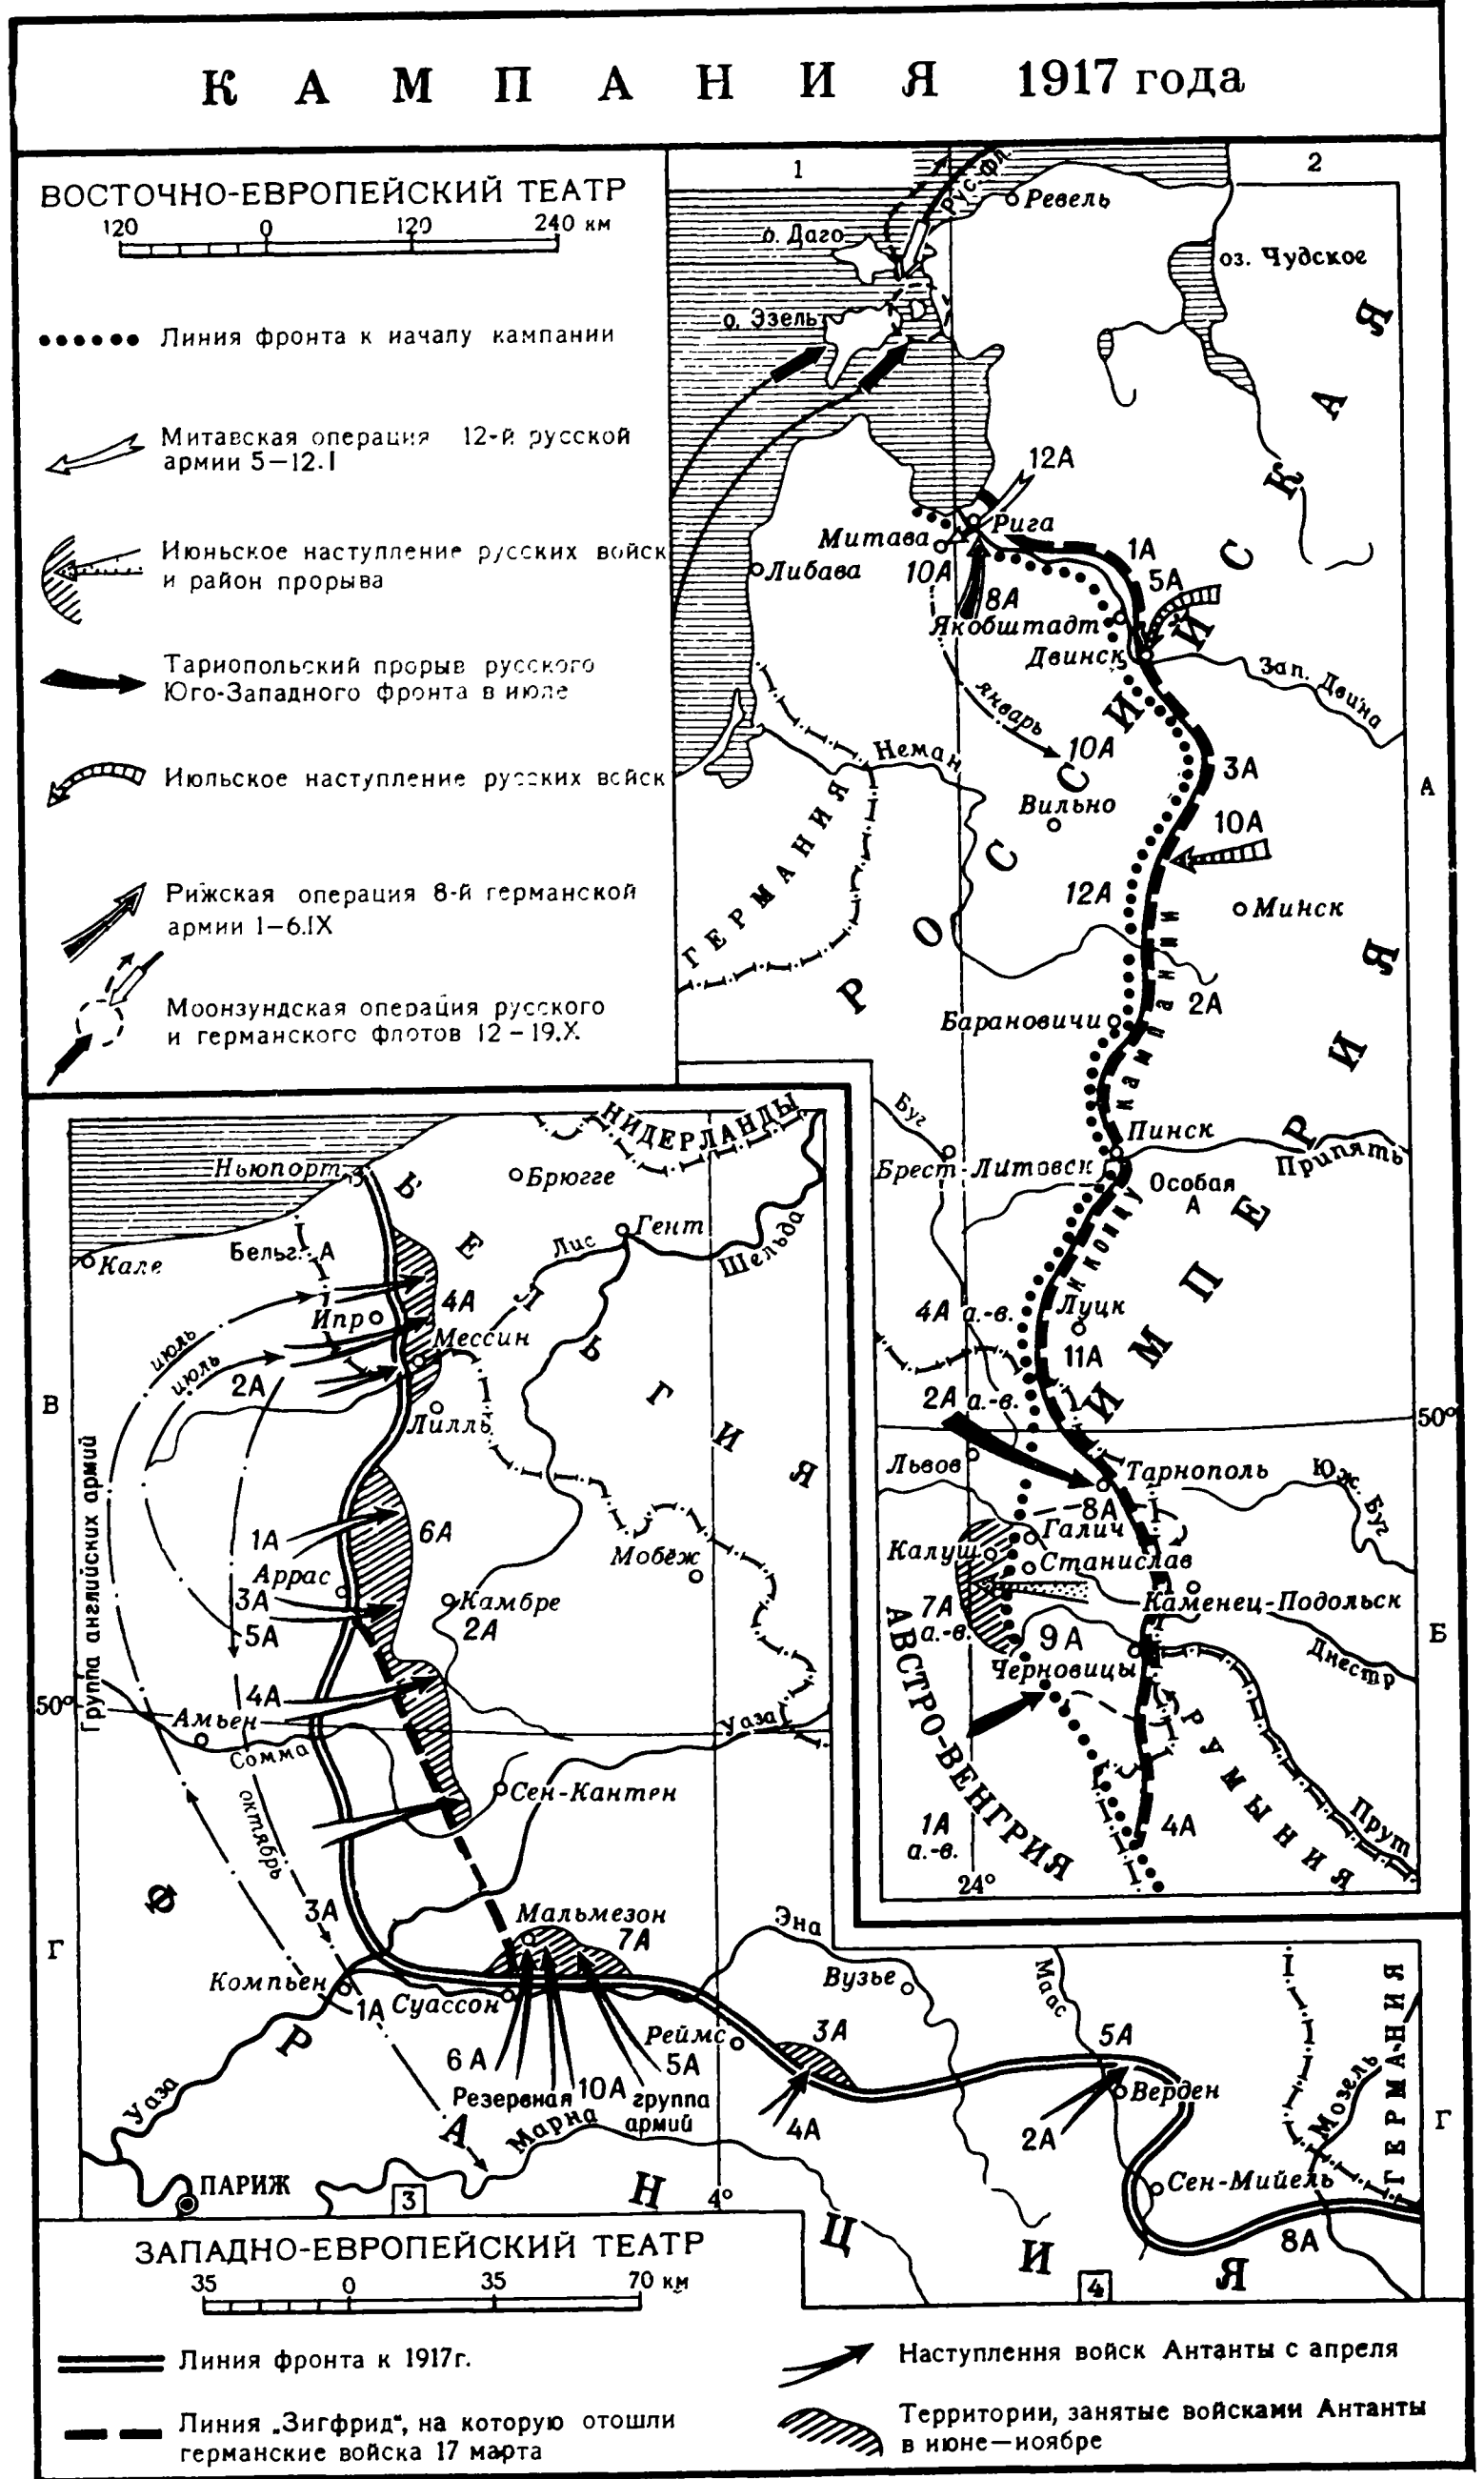 КАМПАНИЯ 1917 года
ВОСТОЧНО-ЕВРОПЕЙСКИЙ ТЕАТР
120 0 120 240 км
Линия фронта к началу кампании
Митавская операция 12-й русской
армии 5–12.I
Июньское наступление русских войск
и район прорыва
Тарнопольский прорыв русского
Юго-Западного фронта в июле
Июльское наступление русских войск
Рижская операция 8-й германской
армии 1–6.IX
Моонзундская операция русского
и германского флотов 12–19.X
1
2
Рус. фл.
Ревель
о. Даго
оз. Чудское
о. Эзель
12А
Рига
Митава
Либава
10А
8А
1А
5А
Якобштадт
Двинск
Зап. Двина
январь
10А
Неман
Вильно
3А
10А
12А
Минск
А
ГЕРМАНИЯ
РОССИЙСКАЯ
ИМПЕРИЯ
2А
Барановичи
Линия фронта к концу кампании
Буг
Пинск
Брест-Литовск
Припять
Особая
А
Луцк
4А а.-в.
11А
2А а.-в.
50°
Львов
Тарнополь
Юж. Буг
8А
Галич
Калуш
Станислав
Каменец-Подольск
7А
а.-в.
9А
Черновицы
Днестр
Б
АВСТРО-ВЕНГРИЯ
РУМЫНИЯ
Прут
4А
1А
а.-в.
24°
НИДЕРЛАНДЫ
Ньюпорт
Брюгге
БЕЛЬГИЯ
Гент
Лис
Шельда
Кале
Бельг. А
4А
Ипр
Мессин
июль
июль
2А
Лилль
В
Группа английских армий
1А
6А
Аррас
Мобёж
3А
5А
Камбре
2А
4А
50°
Амьен
Сомма
Уаза
Сен-Кантен
октябрь
3А
Мальмезон
7А
Г
Компьен
1А
Суассон
Эна
Вузье
Маас
ГЕРМАНИЯ
Реймс
3А
5А
6А
5А
Резервная 10А группа
армий
4А
2А
Верден
Мозель
Г
Уаза
Марна
ПАРИЖ
ФРАНЦИЯ
3
4°
Сен-Мийель
8А
4
ЗАПАДНО-ЕВРОПЕЙСКИЙ ТЕАТР
35 0 35 70 км
Линия фронта к 1917г.
Линия „Зигфрид“, на которую отошли
германские войска 17 марта
Наступлення войск Антанты с апреля
Территории, занятые войсками Антанты
в июне–ноябре